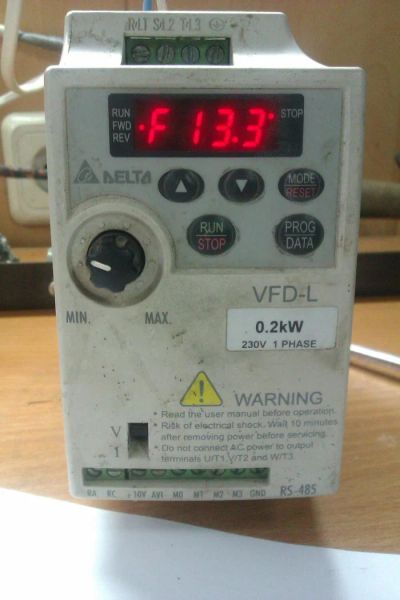 R/L1 S/L2 T/L3
RUN
FWD
REV
F 13.3
STOP
DELTA
MODE
RESET
RUN
STOP
PROG
DATA
MIN.
MAX.
VFD-L
0.2kW
230V 1 PHASE
WARNING
* Read the user manual before operation.
* Risk of electrical shock. Wait 10 minutes
after removing power before servicing.
* Do not connect AC power to output
terminals U/T1,V/T2 and W/T3.
V
I
RA RC +10V AVI M0 M1 M2 M3 GND RS-485